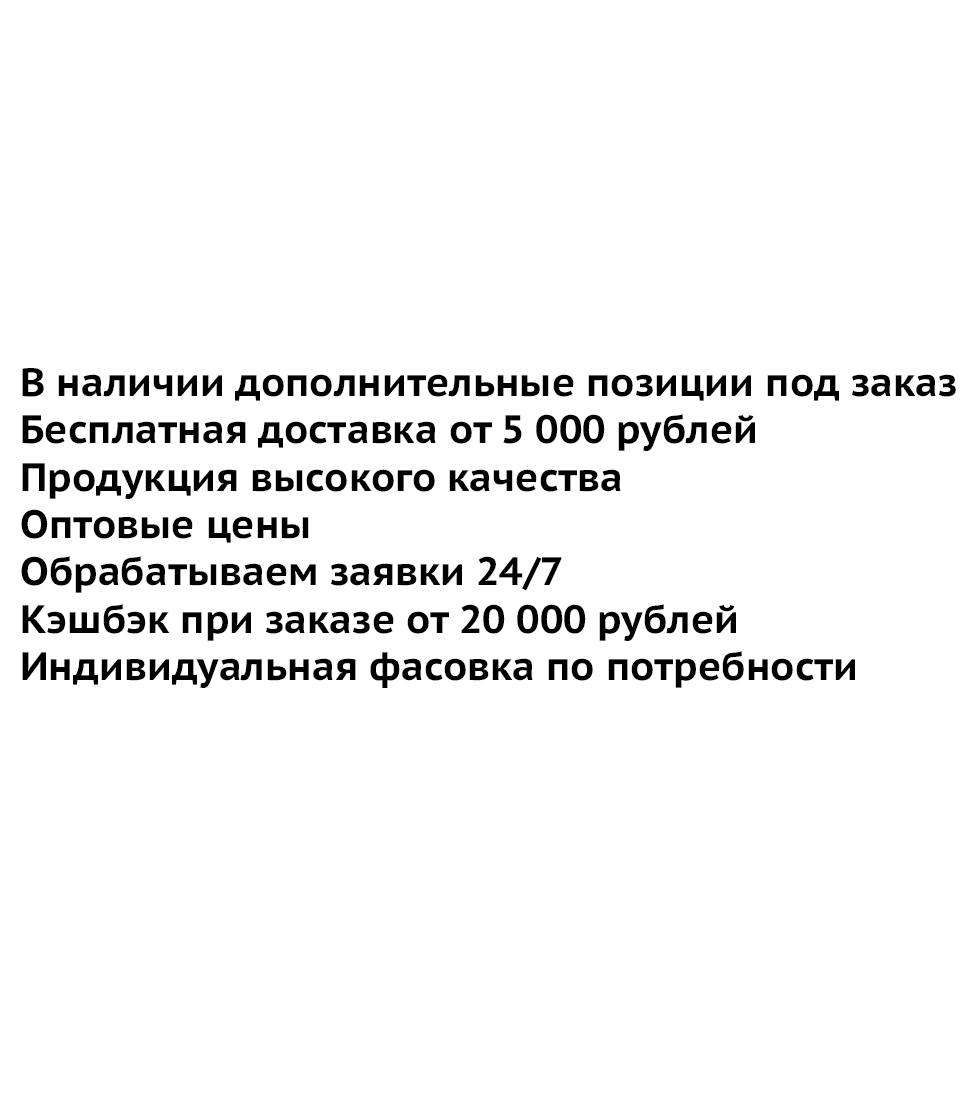 В наличии дополнительные позиции под заказ
Бесплатная доставка от 5 000 рублей
Продукция высокого качества
Оптовые цены
Обрабатываем заявки 24/7
Кэшбэк при заказе от 20 000 рублей
Индивидуальная фасовка по потребности